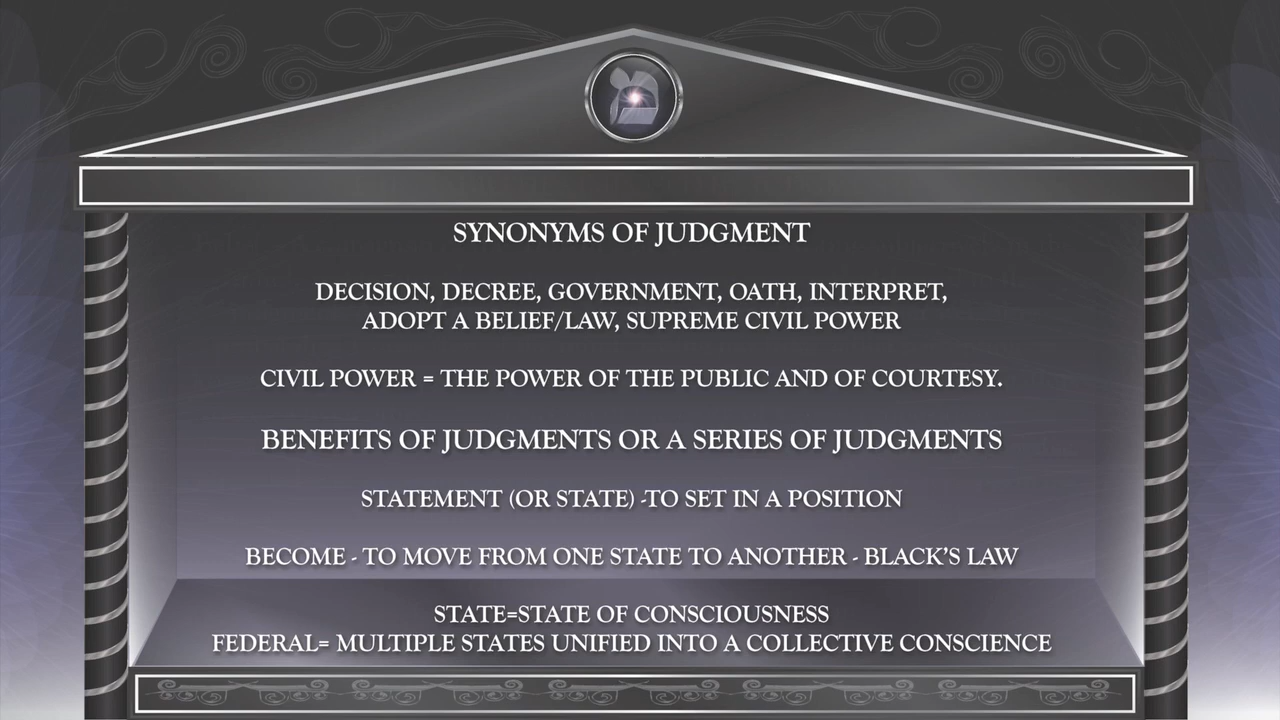 SYNONYMS OF JUDGMENT
DECISION, DECREE, GOVERNMENT, OATH, INTERPRET,
ADOPT A BELIEF/LAW, SUPREME CIVIL POWER
CIVIL POWER = THE POWER OF THE PUBLIC AND OF COURTESY.
BENEFITS OF JUDGMENTS OR A SERIES OF JUDGMENTS
STATEMENT (OR STATE) -TO SET IN A POSITION
BECOME - TO MOVE FROM ONE STATE TO ANOTHER - BLACK'S LAW
STATE=STATE OF CONSCIOUSNESS
FEDERAL= MULTIPLE STATES UNIFIED INTO A COLLECTIVE CONSCIENCE